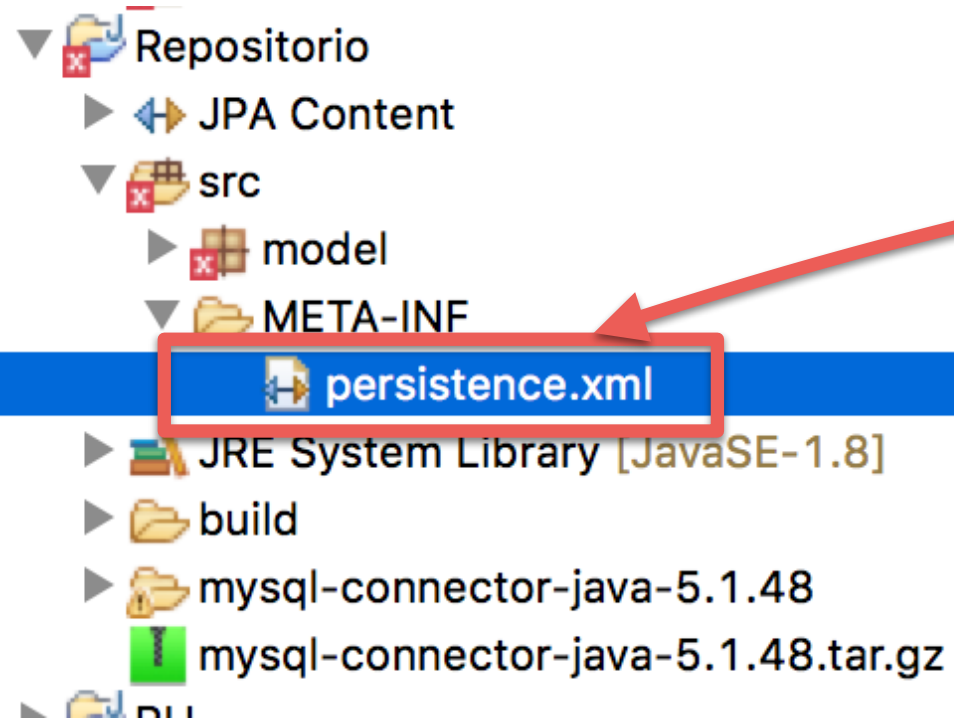 Repositorio
JPA Content
src
model
META-INF
persistence.xml
JRE System Library [JavaSE-1.8]
build
mysql-connector-java-5.1.48
mysql-connector-java-5.1.48.tar.gz